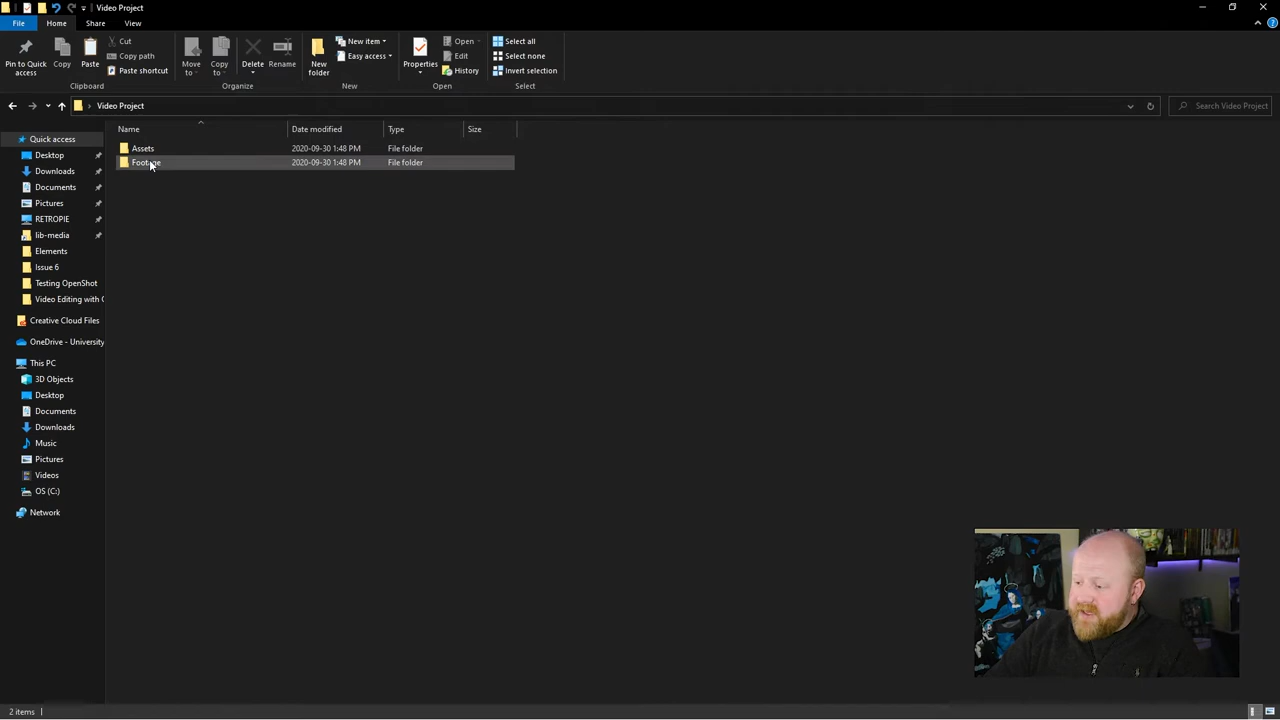 Video Project
File Home Share View
Pin to Quick access
Copy
Paste
Cut
Copy path
Paste shortcut
Clipboard
Move to
Copy to
Delete
Rename
Organize
New folder
New item
Easy access
New
Properties
Open
Edit
History
Open
Select all
Select none
Invert selection
Select
Video Project
Search Video Project
Name Date modified Type Size
Assets 2020-09-30 1:48 PM File folder
Footage 2020-09-30 1:48 PM File folder
Quick access
Desktop
Downloads
Documents
Pictures
RETROPIE
lib-media
Elements
Issue 6
Testing OpenShot
Video Editing with
Creative Cloud Files
OneDrive - University
This PC
3D Objects
Desktop
Documents
Downloads
Music
Pictures
Videos
OS (C:)
Network
2 items